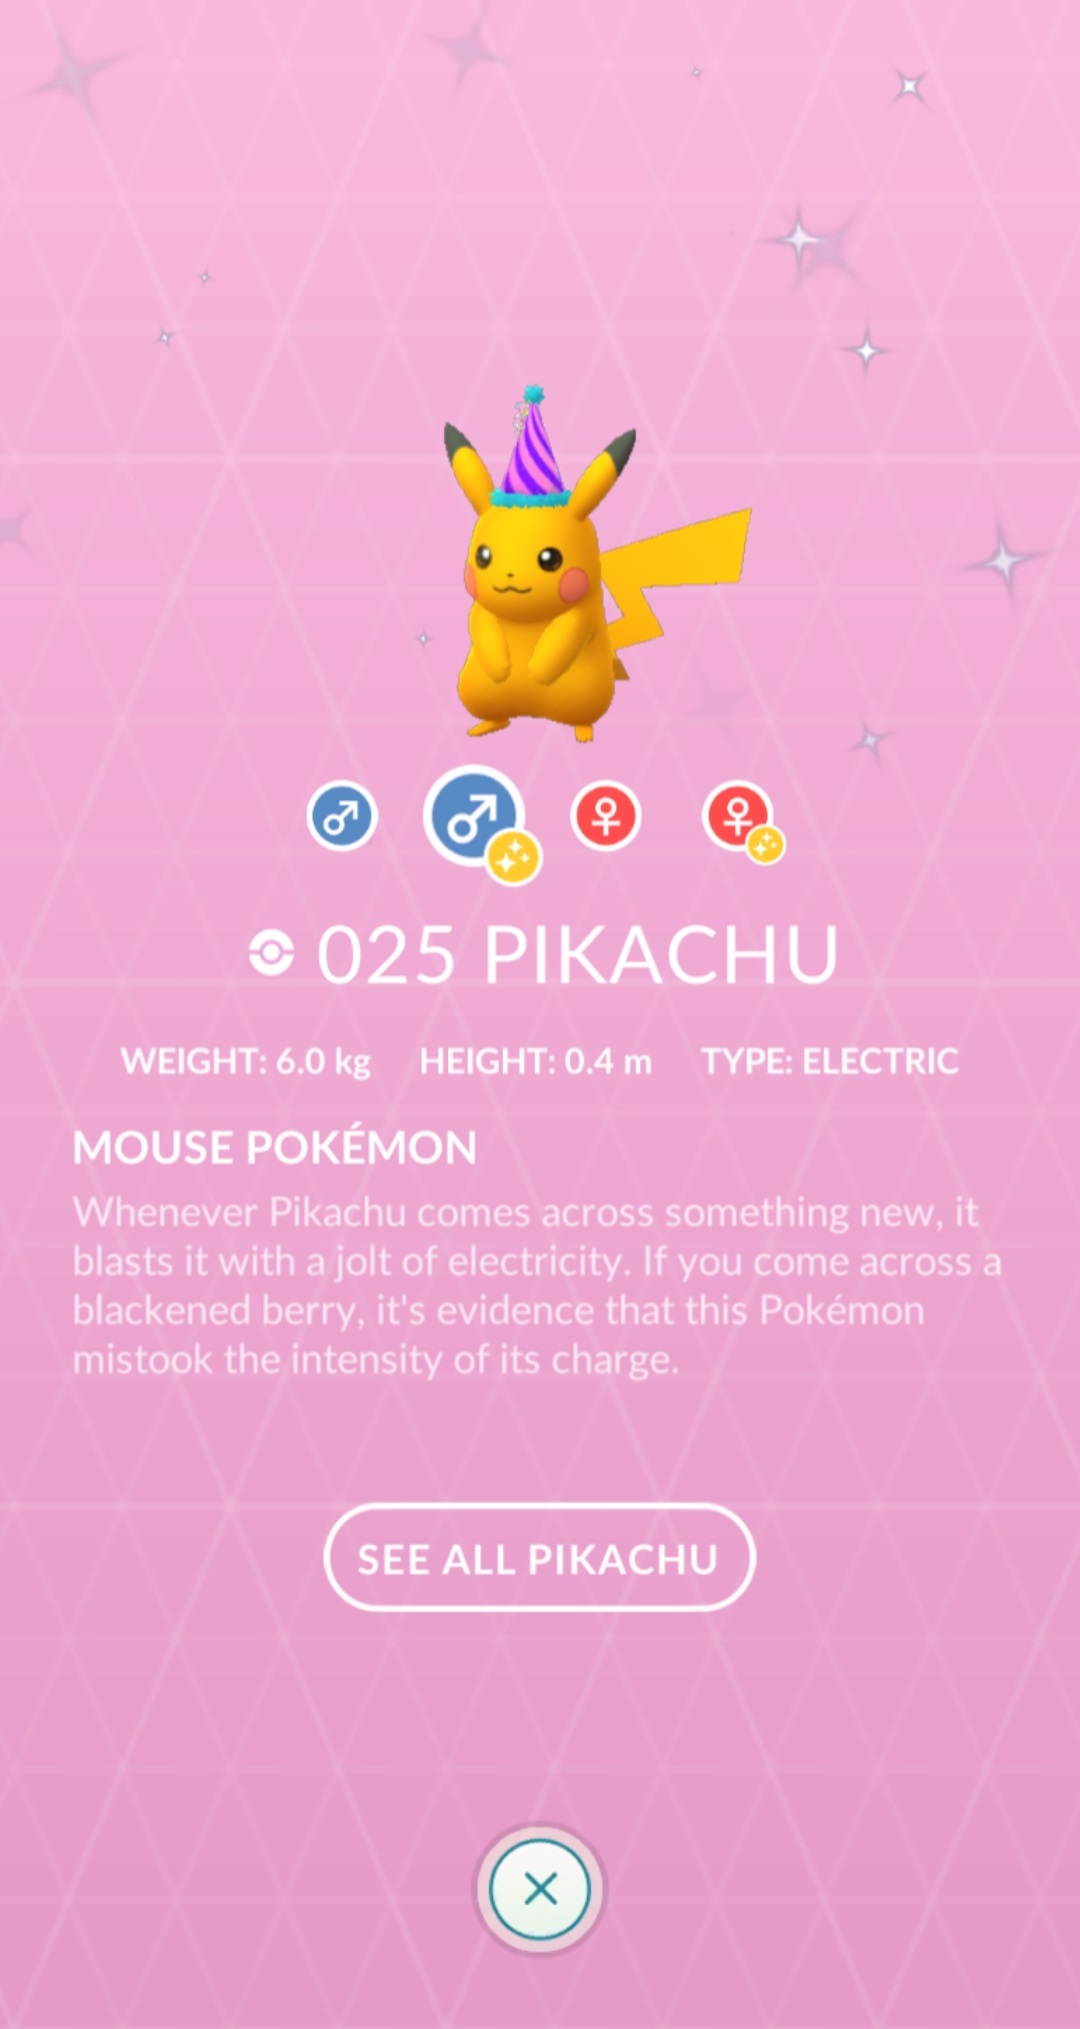 025 PIKACHU
WEIGHT: 6.0 kg HEIGHT: 0.4 m TYPE: ELECTRIC
MOUSE POKÉMON
Whenever Pikachu comes across something new, it
blasts it with a jolt of electricity. If you come across a
blackened berry, it's evidence that this Pokémon
mistook the intensity of its charge.
SEE ALL PIKACHU